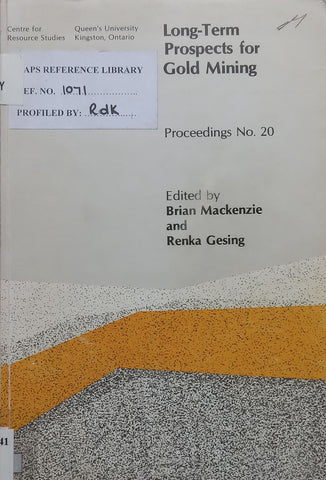 Centre for
Resource Studies
Queen's University
Kingston, Ontario
Long-Term
Prospects for
Gold Mining
APS REFERENCE LIBRARY
EF. NO. 1071
PROFILED BY: RdK
Y
Proceedings No. 20
Edited by
Brian Mackenzie
and
Renka Gesing
41